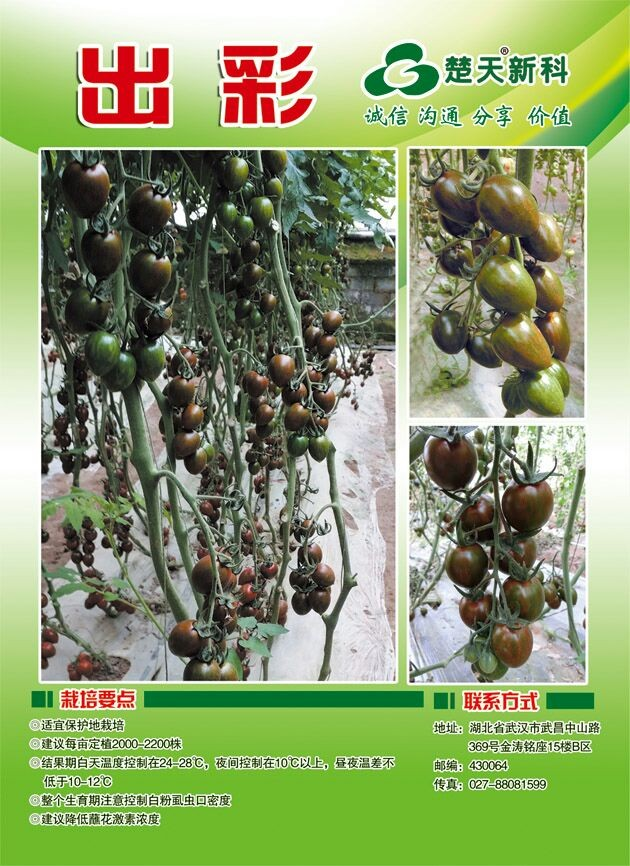 出彩
楚天新科®
诚信 沟通 分享 价值
栽培要点
◎适宜保护地栽培
◎建议每亩定植2000-2200株
◎结果期白天温度控制在24-28℃，夜间控制在10℃以上，昼夜温差不
低于10-12℃
◎整个生育期注意控制白粉虱虫口密度
◎建议降低蘸花激素浓度
联系方式
地址：湖北省武汉市武昌中山路
369号金涛铭座15楼B区
邮编：430064
传真：027-88081599